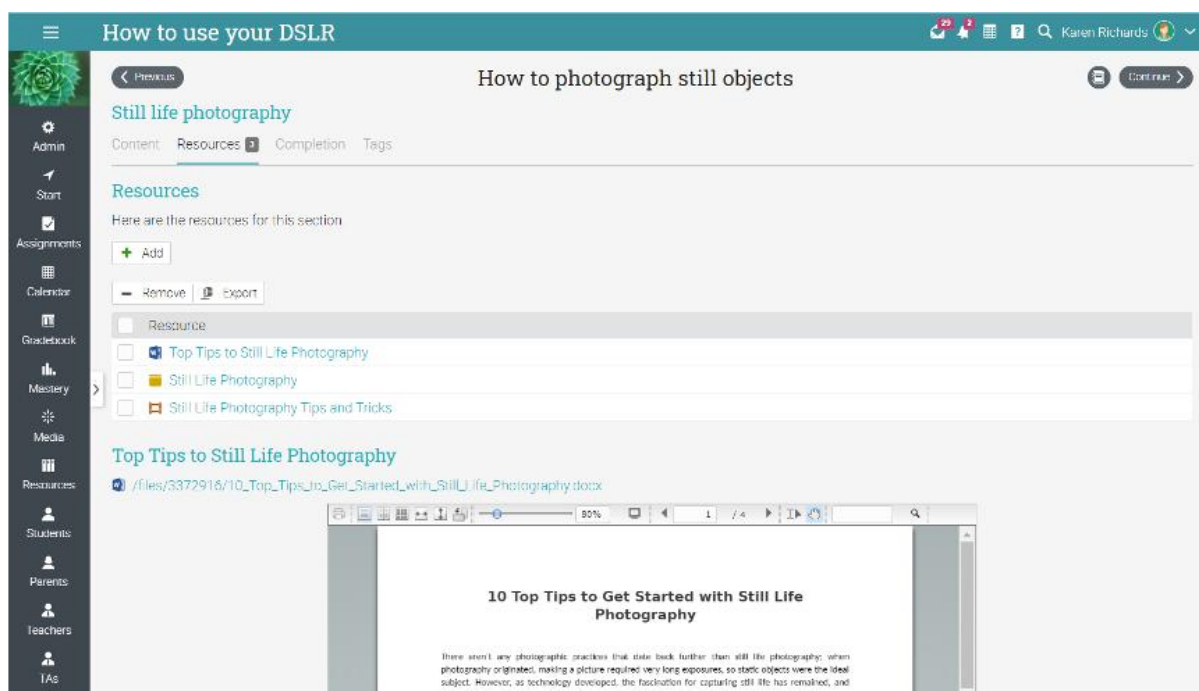 How to use your DSLR
29
2
Karen Richards
Previous
How to photograph still objects
Continue
Still life photography
Content Resources 3 Completion Tags
Resources
Here are the resources for this section
Add
Remove Export
Resource
Top Tips to Still Life Photography
Still Life Photography
Still Life Photography Tips and Tricks
Top Tips to Still Life Photography
/files/3372916/10_Top_Tips_to_Get_Started_with_Still_Life_Photography.docx
80% 1 / 4
10 Top Tips to Get Started with Still Life
Photography
There aren't any photographic practices that date back further than still life photography; when
photography originated, making a picture required very long exposures, so static objects were the ideal
subject. However, as technology developed, the fascination for capturing still life has remained, and
Admin
Start
Assignments
Calendar
Gradebook
Mastery
Media
Resources
Students
Parents
Teachers
TAs